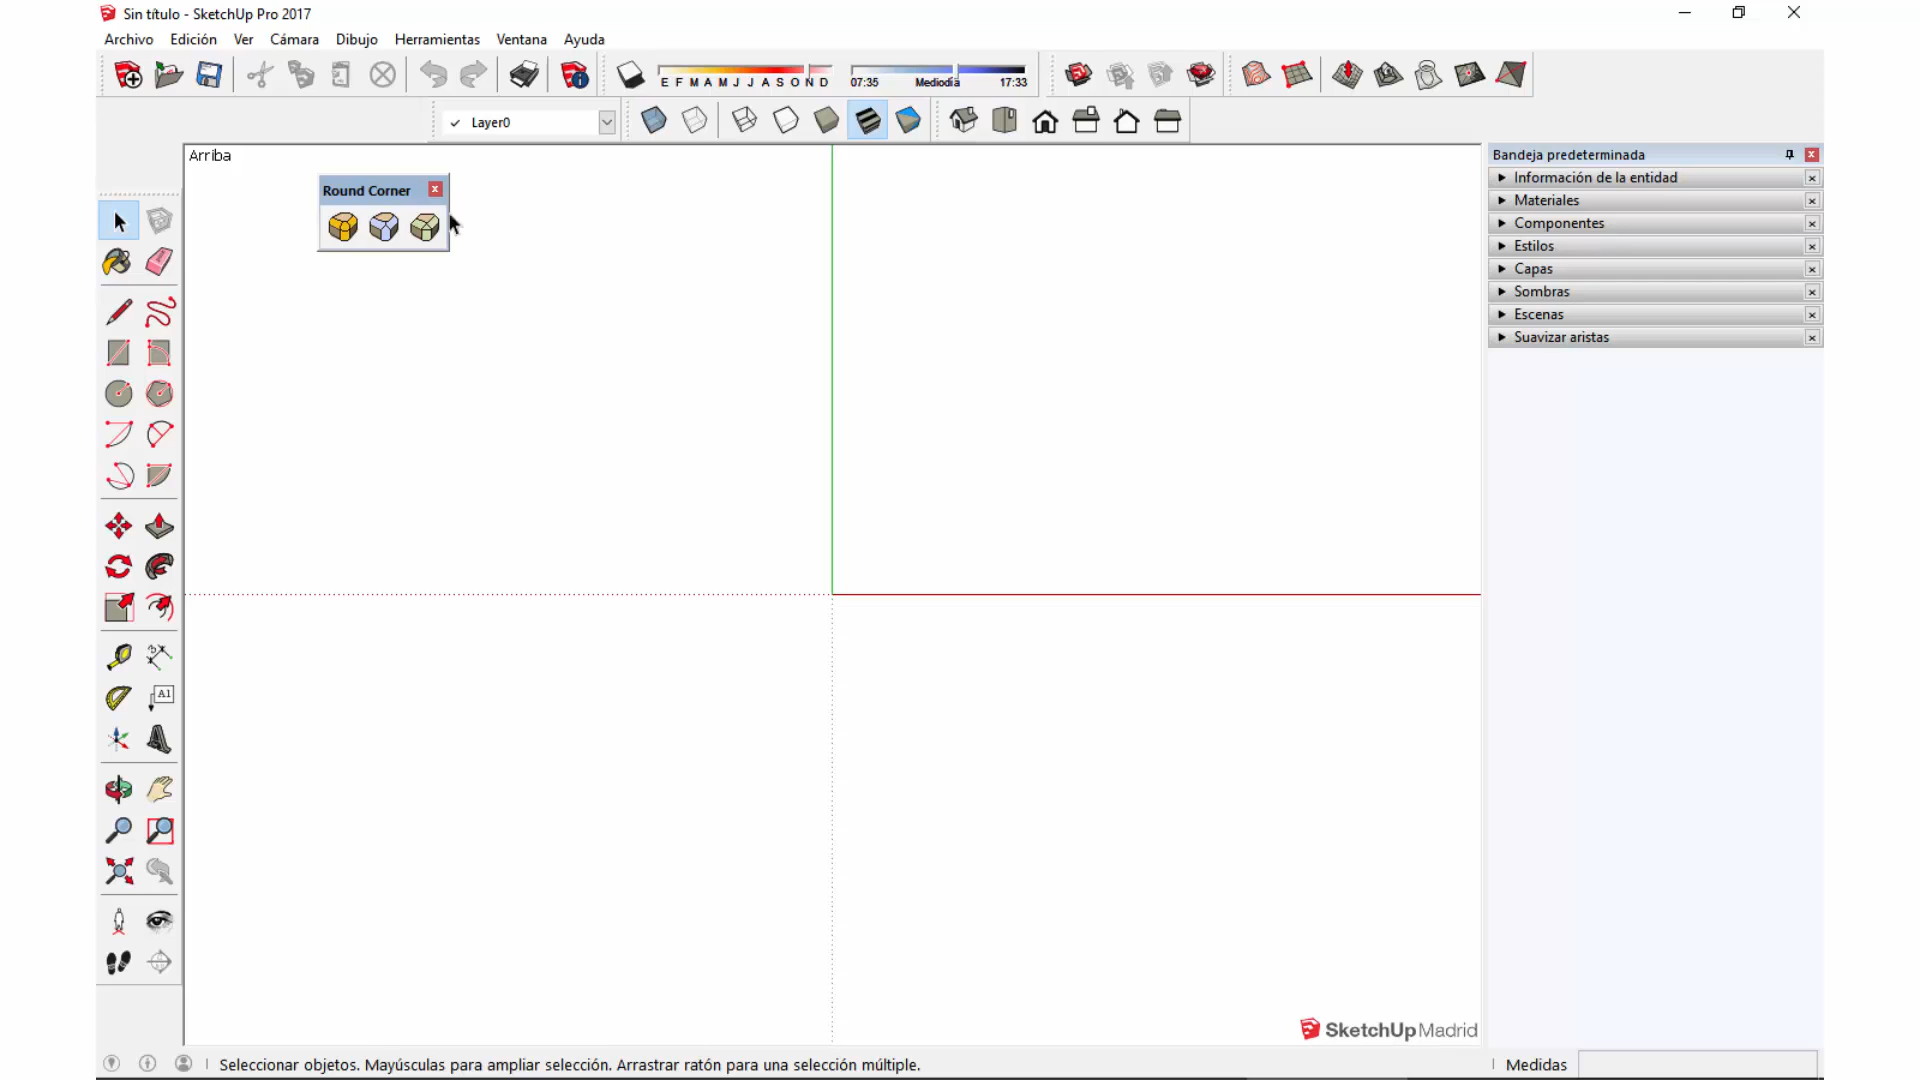 Sin título - SketchUp Pro 2017
Archivo Edición Ver Cámara Dibujo Herramientas Ventana Ayuda
E F M A M J J A S O N D 07:35 Mediodía 17:33
Layer0
Arriba
Round Corner
Bandeja predeterminada
Información de la entidad
Materiales
Componentes
Estilos
Capas
Sombras
Escenas
Suavizar aristas
A1
SketchUp Madrid
Seleccionar objetos. Mayúsculas para ampliar selección. Arrastrar ratón para una selección múltiple.
Medidas